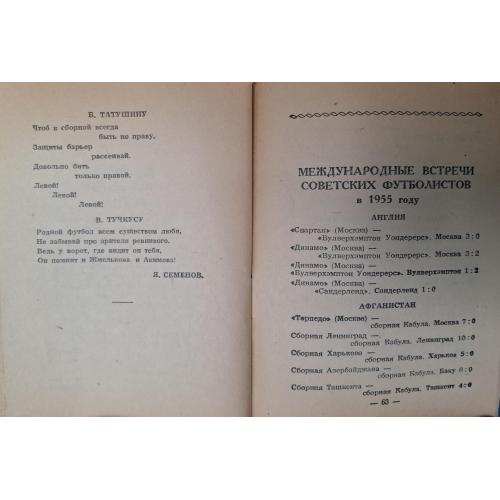 Б. ТАТУШИНУ
Чтоб в сборной всегда
быть по праву,
Защиты барьер
рассеивай.
Довольно бить
только правой.
Левой!
Левой!
Левой!
В. ТУЧКУСУ
Родной футбол всем существом любя,
Не забывай про зрителя ревнивого.
Ведь у ворот, где видит он тебя,
Он помнит и Жмелькова и Акимова!
Я. СЕМЕНОВ.
МЕЖДУНАРОДНЫЕ ВСТРЕЧИ
СОВЕТСКИХ ФУТБОЛИСТОВ
в 1955 году
АНГЛИЯ
«Спартак» (Москва) —
«Вулверхэмптон Уондерерс». Москва 3:0
«Динамо» (Москва) —
«Вулверхэмптон Уондерерс». Москва 3:2
«Динамо» (Москва) —
«Вулверхэмптон Уондерерс». Вулверхэмптон 1:2
«Динамо» (Москва) —
«Сандерленд». Сандерленд 1:0
АФГАНИСТАН
«Торпедо» (Москва) —
сборная Кабула. Москва 7:0
Сборная Ленинграда —
сборная Кабула. Ленинград 10:0
Сборная Харькова —
сборная Кабула. Харьков 5:0
Сборная Азербайджана —
сборная Кабула. Баку 6:0
Сборная Ташкента —
сборная Кабула. Ташкент 4:0
— 63 —